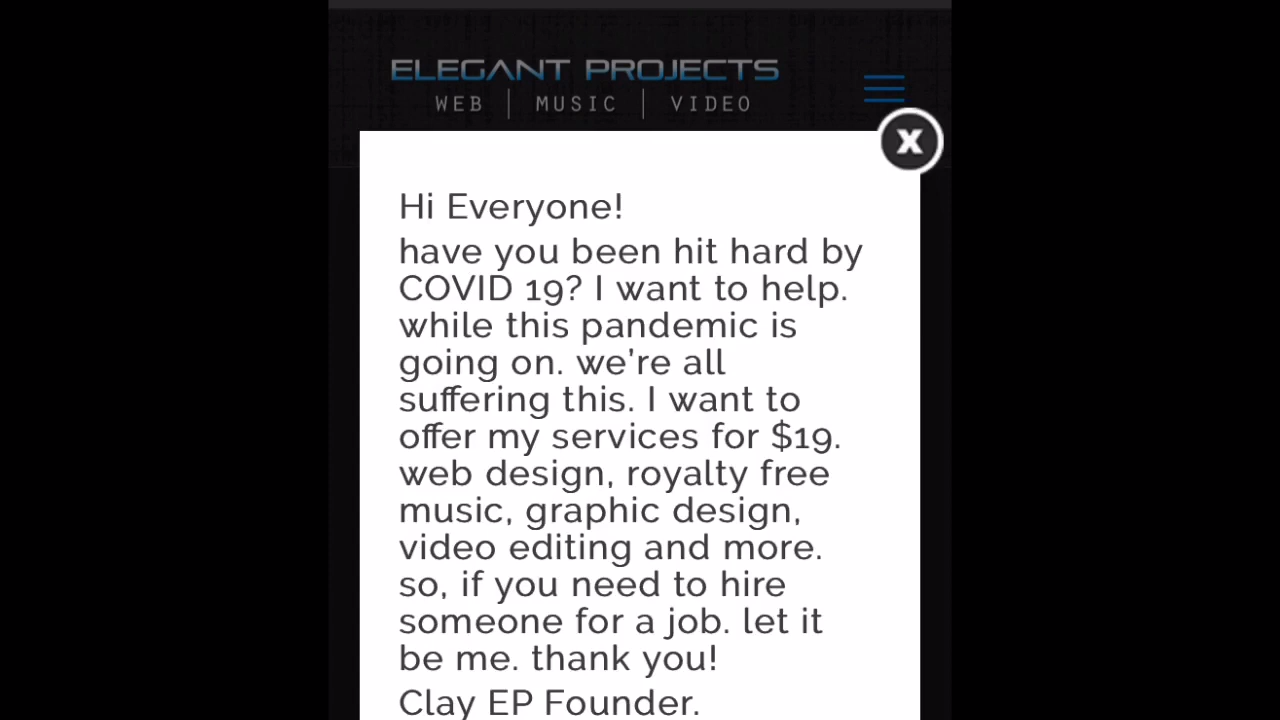 ELEGANT PROJECTS
WEB | MUSIC | VIDEO
X
Hi Everyone!
have you been hit hard by
COVID 19? I want to help.
while this pandemic is
going on. we're all
suffering this. I want to
offer my services for $19.
web design, royalty free
music, graphic design,
video editing and more.
so, if you need to hire
someone for a job. let it
be me. thank you!
Clay EP Founder.